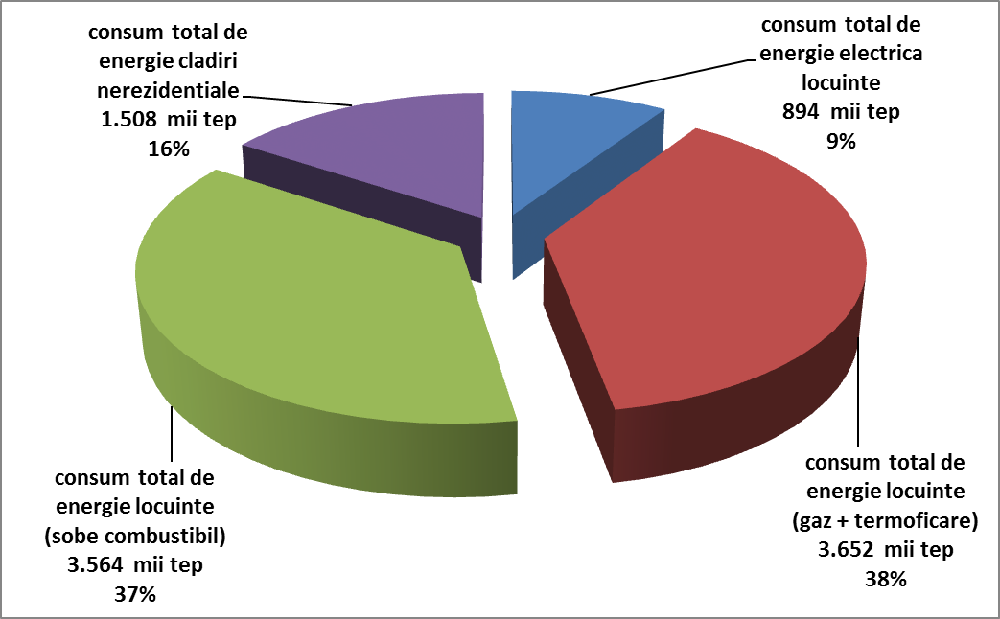 consum total de
energie cladiri
nerezidentiale
1.508 mii tep
16%
consum total de
energie electrica
locuinte
894 mii tep
9%
consum total de
energie locuinte
(sobe combustibil)
3.564 mii tep
37%
consum total de
energie locuinte
(gaz + termoficare)
3.652 mii tep
38%